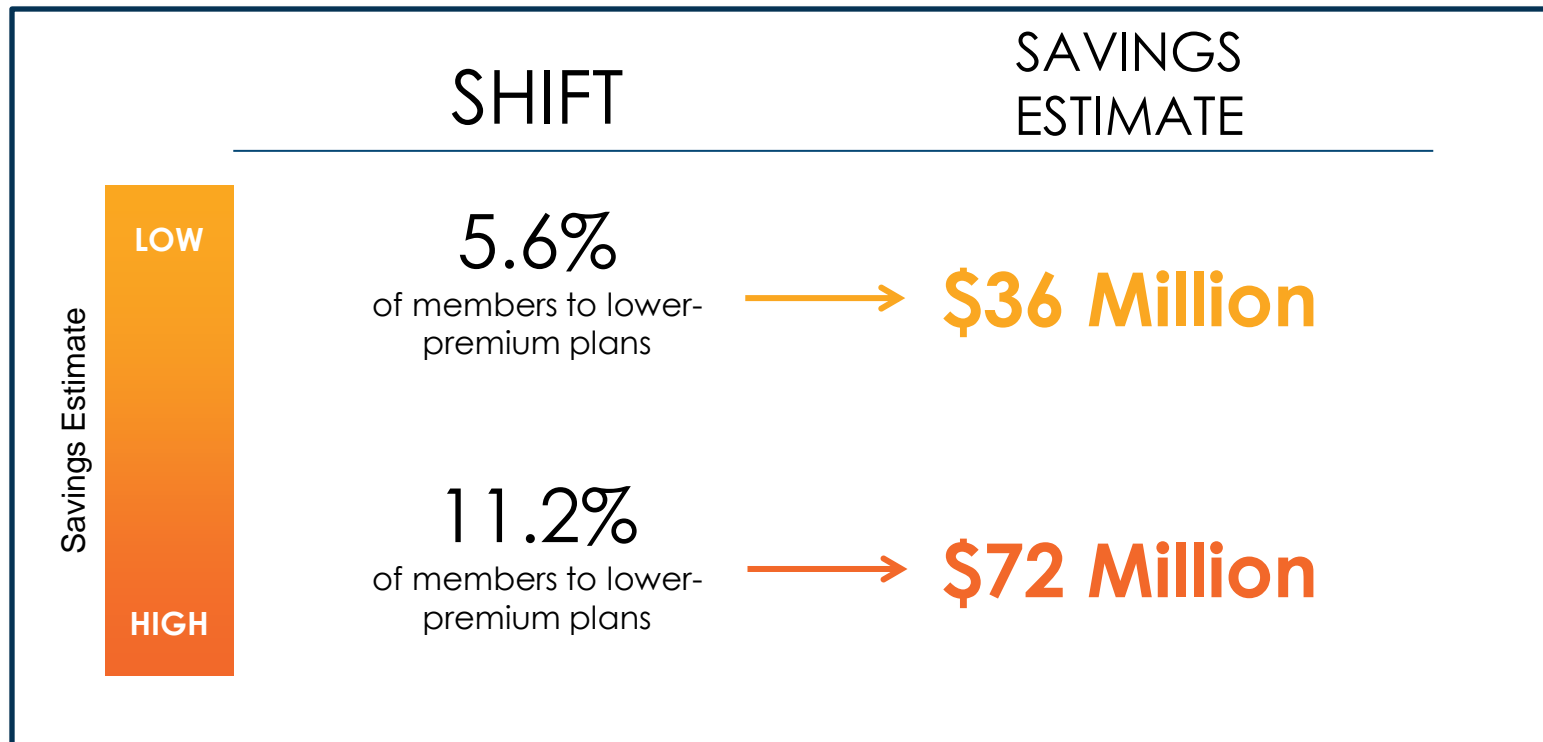 SHIFT
SAVINGS
ESTIMATE
Savings Estimate
LOW
5.6%
of members to lower-
premium plans
$36 Million
11.2%
of members to lower-
premium plans
$72 Million
HIGH